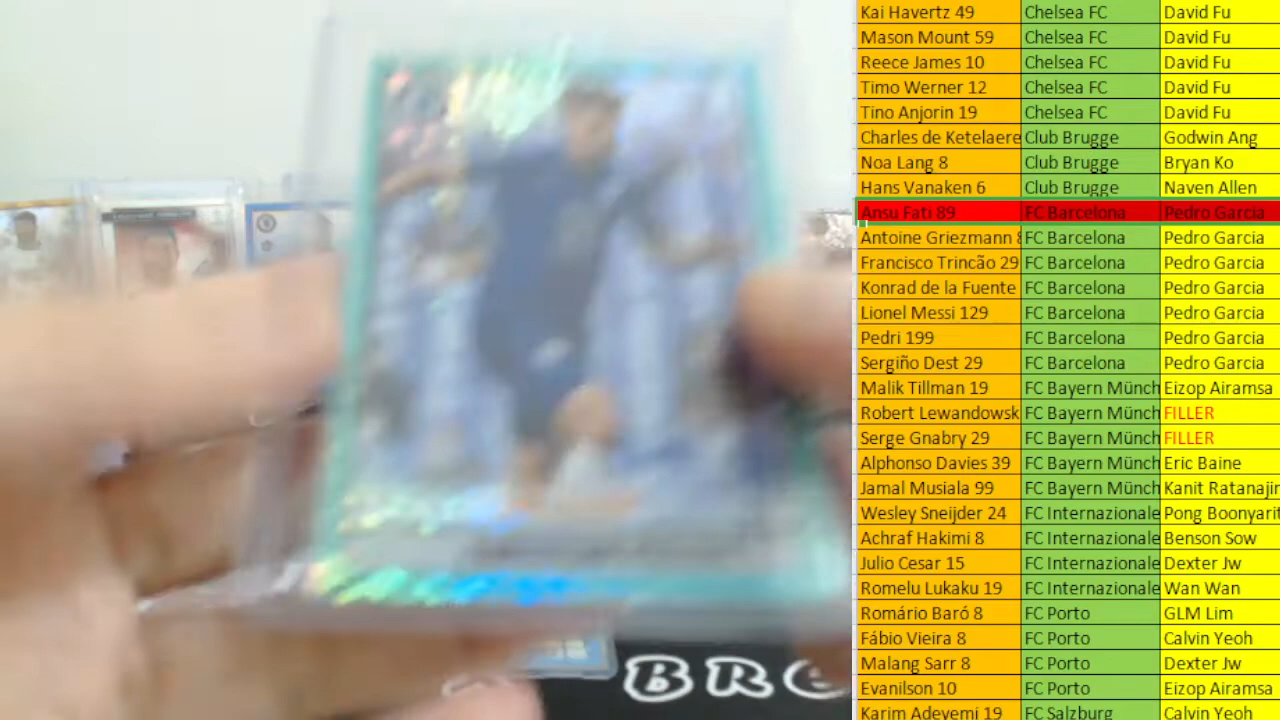 Kai Havertz 49 Chelsea FC David Fu
Mason Mount 59 Chelsea FC David Fu
Reece James 10 Chelsea FC David Fu
Timo Werner 12 Chelsea FC David Fu
Tino Anjorin 19 Chelsea FC David Fu
Charles de Ketelaere Club Brugge Godwin Ang
Noa Lang 8 Club Brugge Bryan Ko
Hans Vanaken 6 Club Brugge Naven Allen
Ansu Fati 89 FC Barcelona Pedro Garcia
Antoine Griezmann FC Barcelona Pedro Garcia
Francisco Trincão 29 FC Barcelona Pedro Garcia
Konrad de la Fuente FC Barcelona Pedro Garcia
Lionel Messi 129 FC Barcelona Pedro Garcia
Pedri 199 FC Barcelona Pedro Garcia
Sergiño Dest 29 FC Barcelona Pedro Garcia
Malik Tillman 19 FC Bayern Münch Eizop Airamsa
Robert Lewandowsk FC Bayern Münch FILLER
Serge Gnabry 29 FC Bayern Münch FILLER
Alphonso Davies 39 FC Bayern Münch Eric Baine
Jamal Musiala 99 FC Bayern Münch Kanit Ratanajin
Wesley Sneijder 24 FC Internazionale Pong Boonyarit
Achraf Hakimi 8 FC Internazionale Benson Sow
Julio Cesar 15 FC Internazionale Dexter Jw
Romelu Lukaku 19 FC Internazionale Wan Wan
Romário Baró 8 FC Porto GLM Lim
Fábio Vieira 8 FC Porto Calvin Yeoh
Malang Sarr 8 FC Porto Dexter Jw
Evanilson 10 FC Porto Eizop Airamsa
Karim Adeyemi 19 FC Salzburg Calvin Yeoh
BRE